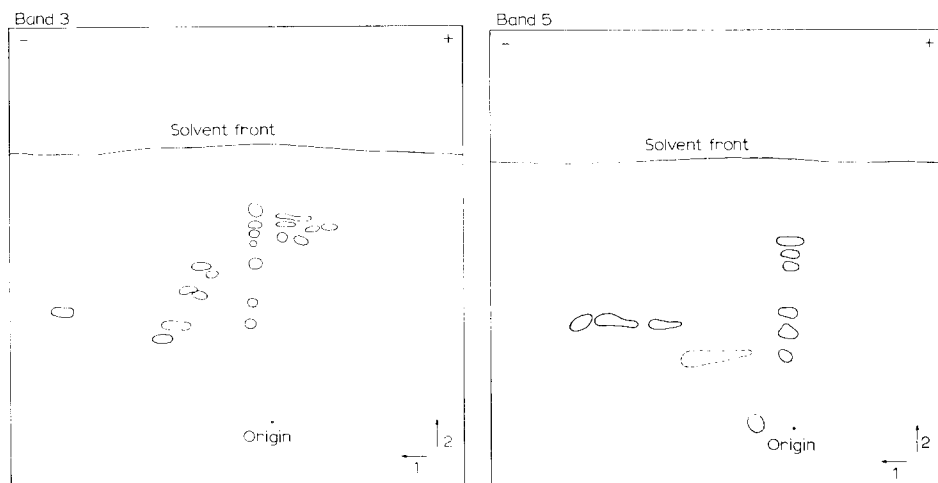 Band 3
- +
Solvent front
Origin
2
1
Band 5
- +
Solvent front
Origin
2
1